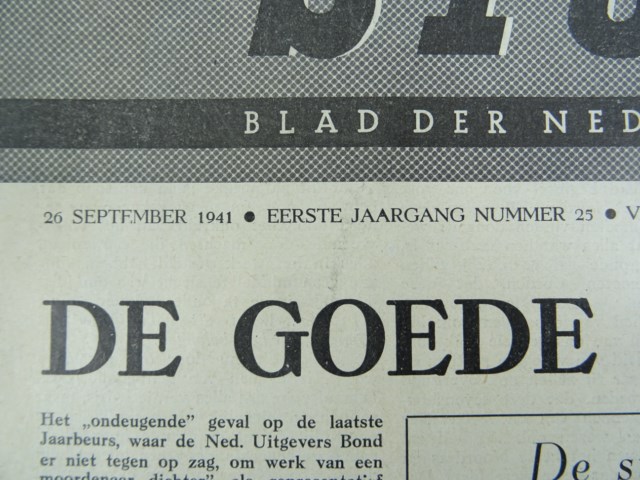 BLAD DER NED
26 SEPTEMBER 1941 ● EERSTE JAARGANG NUMMER 25 ● V
DE GOEDE
Het „ondeugende” geval op de laatste
Jaarbeurs, waar de Ned. Uitgevers Bond
er niet tegen op zag, om werk van een
De s